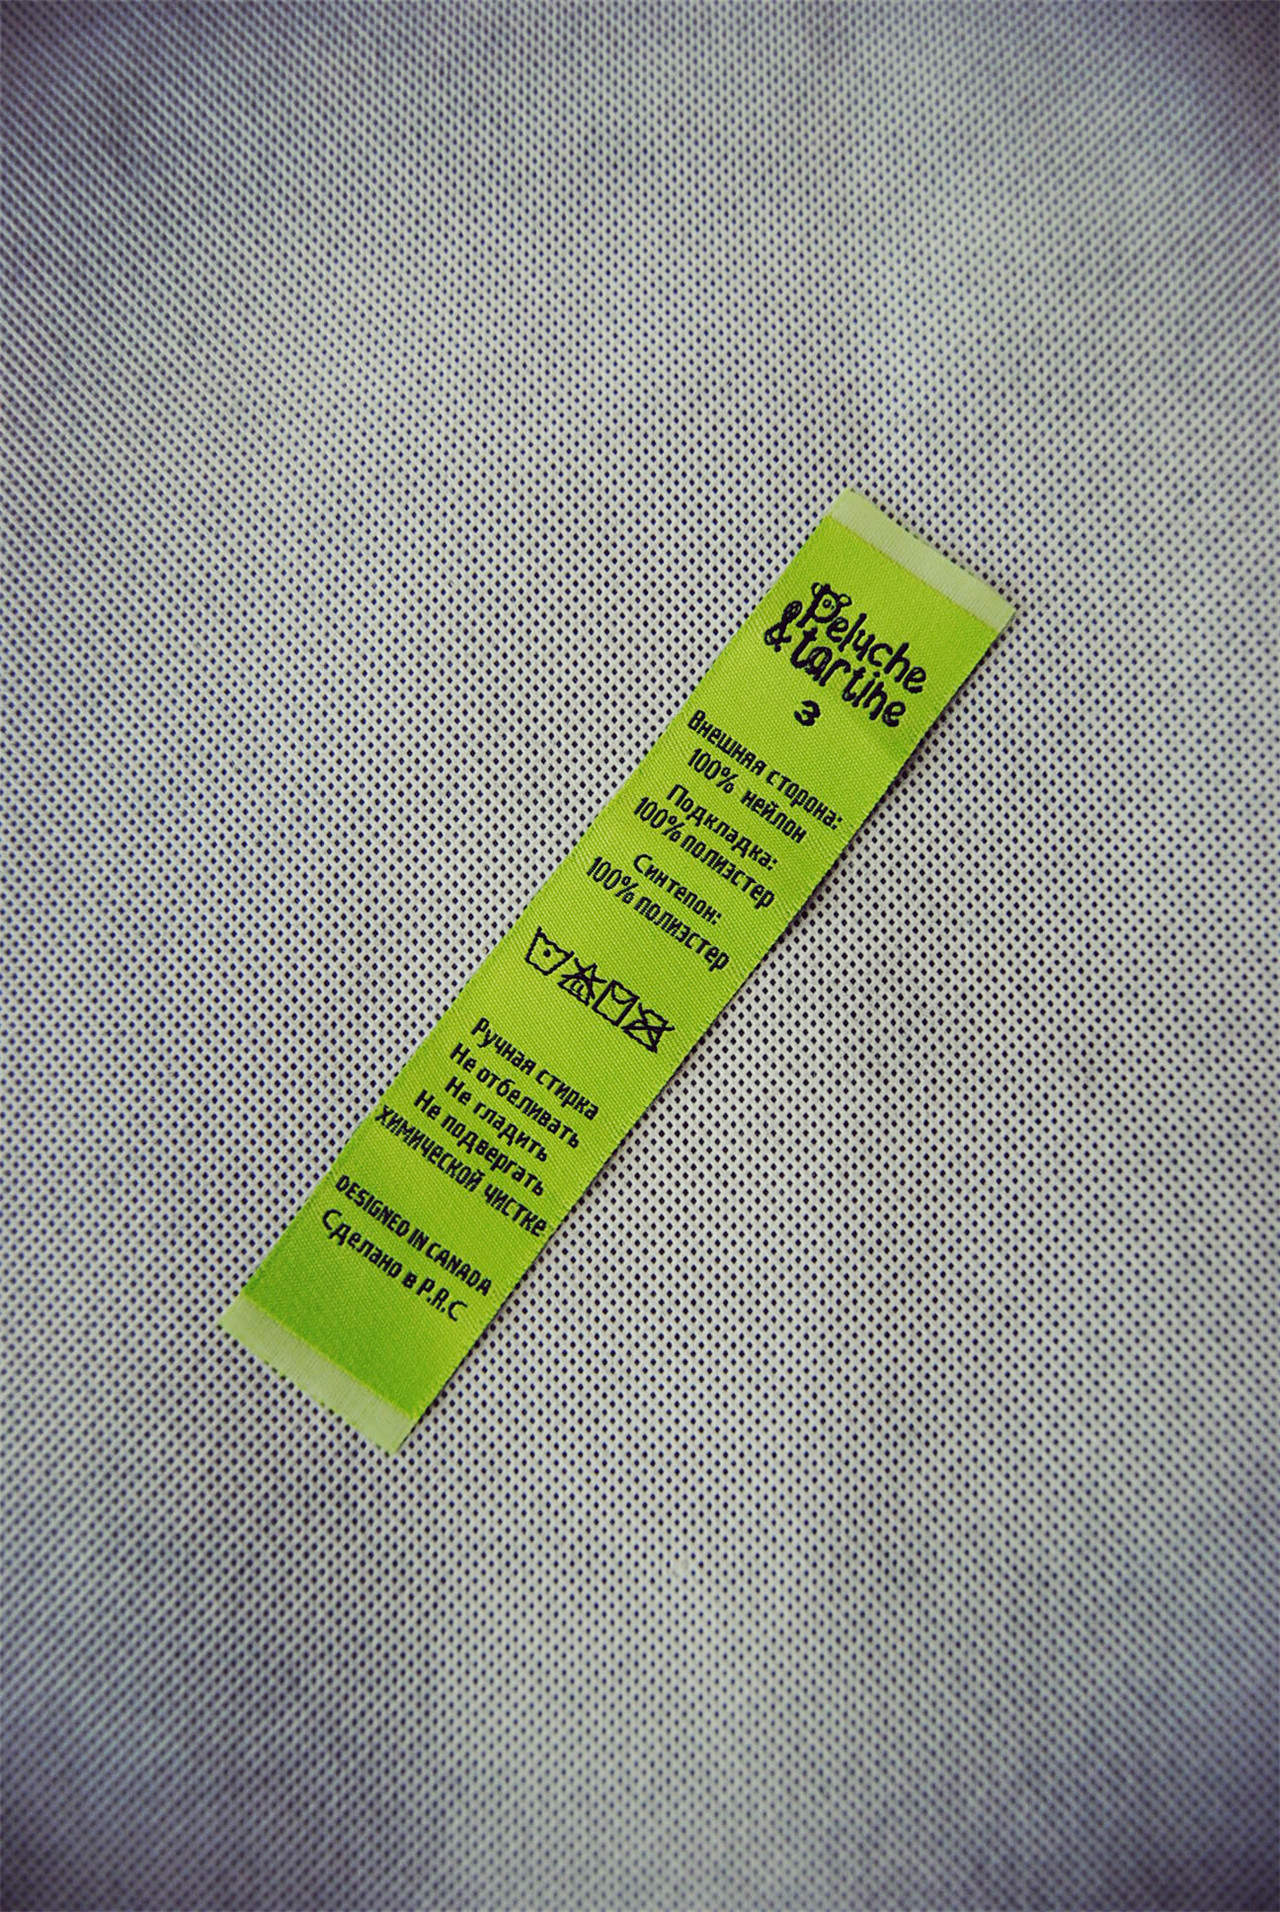 Peluche
& tartine
3
Внешняя сторона:
100% нейлон
Подкладка:
100% полиэстер
Синтепон:
100% полиэстер
Ручная стирка
Не отбеливать
Не гладить
Не подвергать
химической чистке
DESIGNED IN CANADA
Сделано в P.R.C